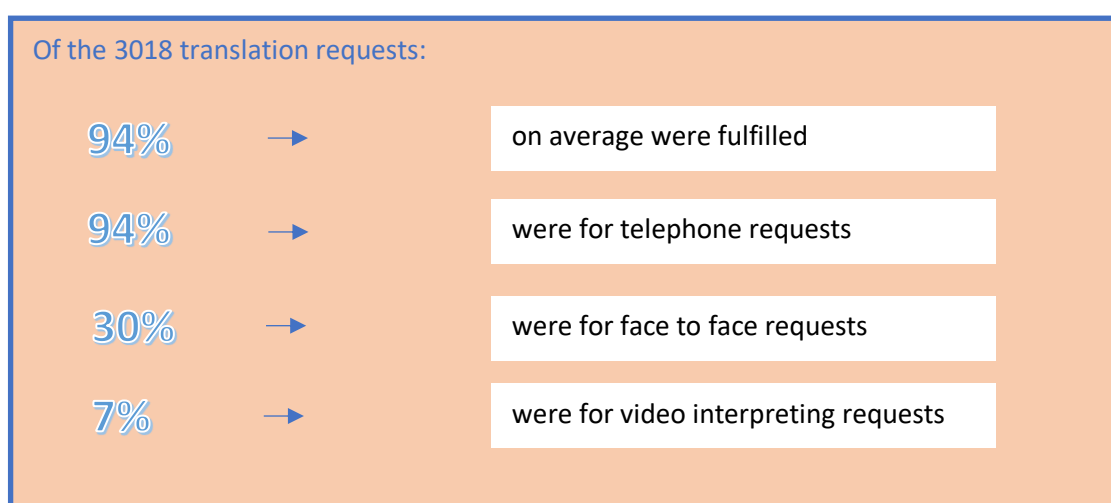 Of the 3018 translation requests:
94% → on average were fulfilled
94% → were for telephone requests
30% → were for face to face requests
7% → were for video interpreting requests